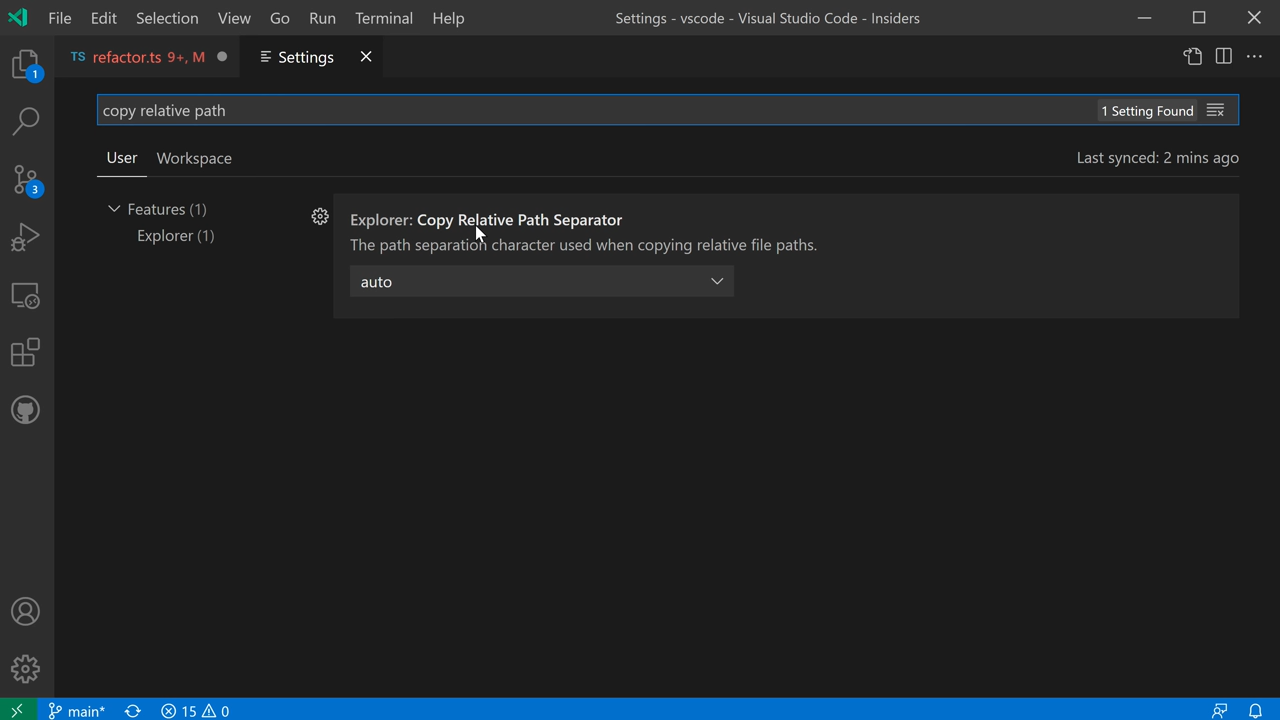 File Edit Selection View Go Run Terminal Help Settings - vscode - Visual Studio Code - Insiders
TS refactor.ts 9+, M Settings
1
copy relative path 1 Setting Found
User Workspace Last synced: 2 mins ago
3
Features (1)
Explorer (1)
Explorer: Copy Relative Path Separator
The path separation character used when copying relative file paths.
auto
main* 15 0